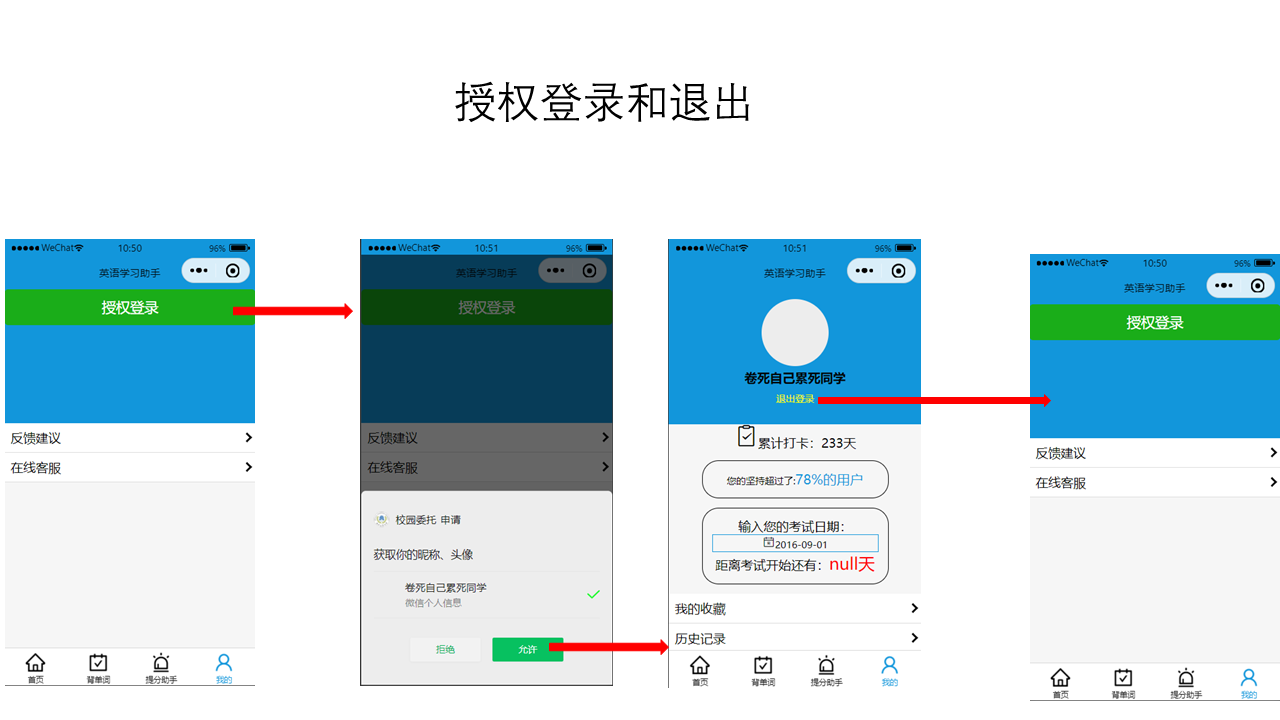 授权登录和退出
WeChat 10:50 96%
英语学习助手
授权登录
反馈建议
在线客服
首页 背单词 提分助手 我的
WeChat 10:51 96%
英语学习助手
授权登录
反馈建议
在线客服
校园委托 申请
获取你的昵称、头像
卷死自己累死同学
微信个人信息
拒绝 允许
WeChat 10:51 96%
英语学习助手
卷死自己累死同学
退出登录
累计打卡：233天
您的坚持超过了:78%的用户
输入您的考试日期：
2016-09-01
距离考试开始还有：null天
我的收藏
历史记录
首页 背单词 提分助手 我的
WeChat 10:50 96%
英语学习助手
授权登录
反馈建议
在线客服
首页 背单词 提分助手 我的